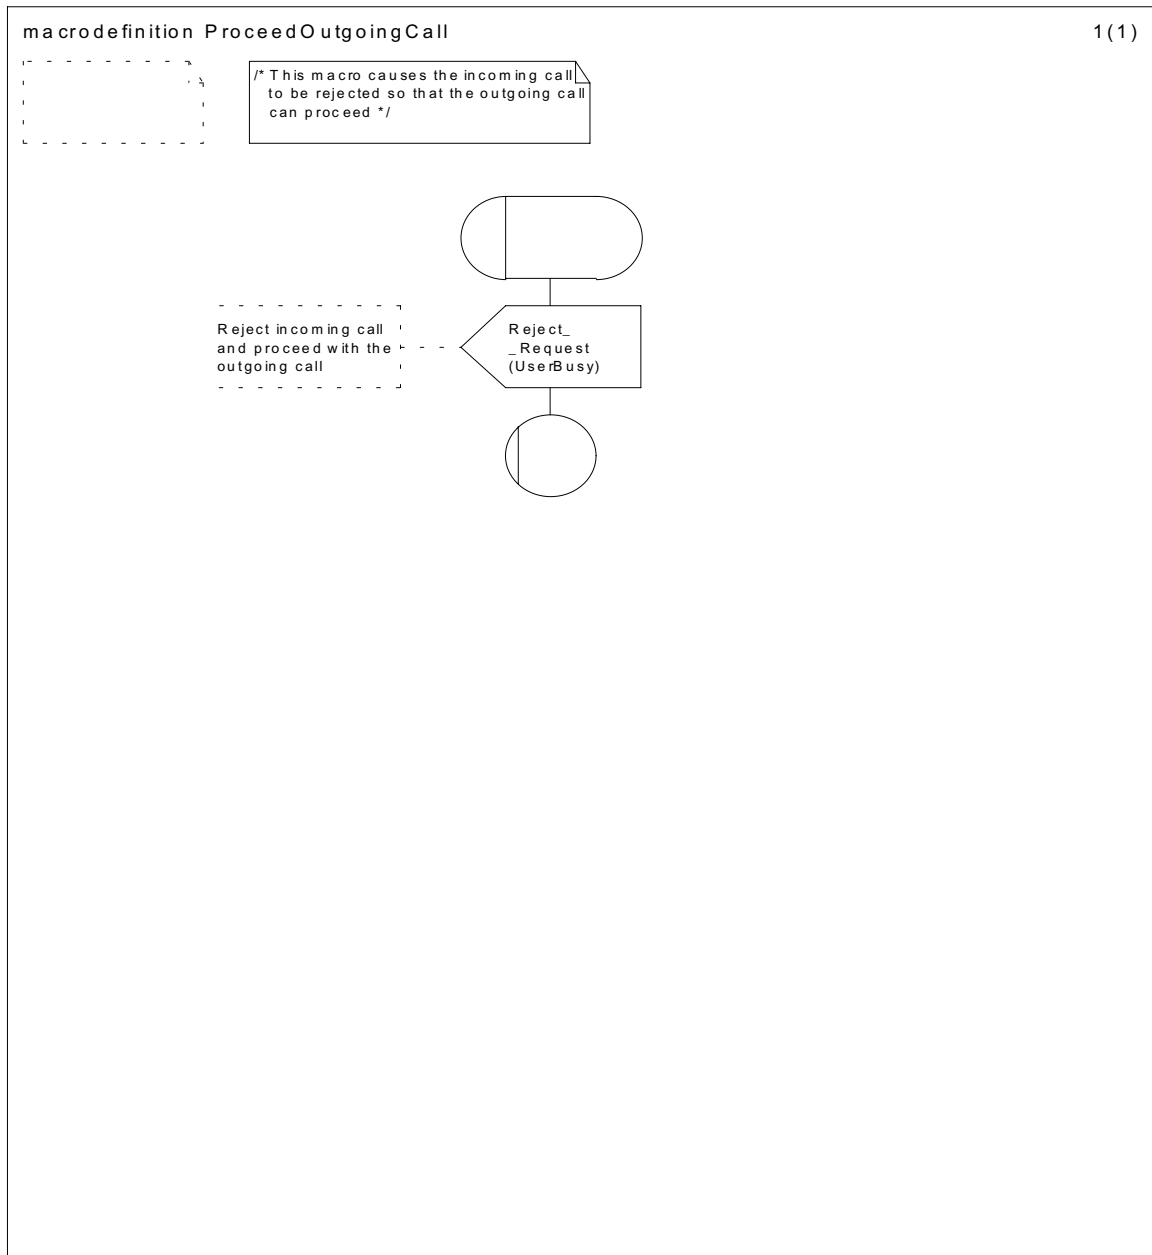 macrodefinition ProceedOutgoingCall
1(1)
/* This macro causes the incoming call
to be rejected so that the outgoing call
can proceed */
Reject incoming call
and proceed with the
outgoing call
Reject_
_Request
(UserBusy)